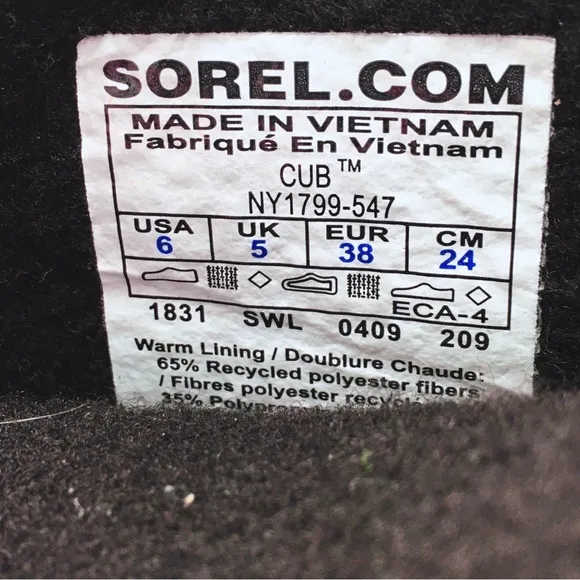 SOREL.COM
MADE IN VIETNAM
Fabriqué En Vietnam
CUB™
NY1799-547
USA UK EUR CM
6 5 38 24
ECA-4
1831 SWL 0409 209
Warm Lining / Doublure Chaude:
65% Recycled polyester fibers
/ Fibres polyester
35%